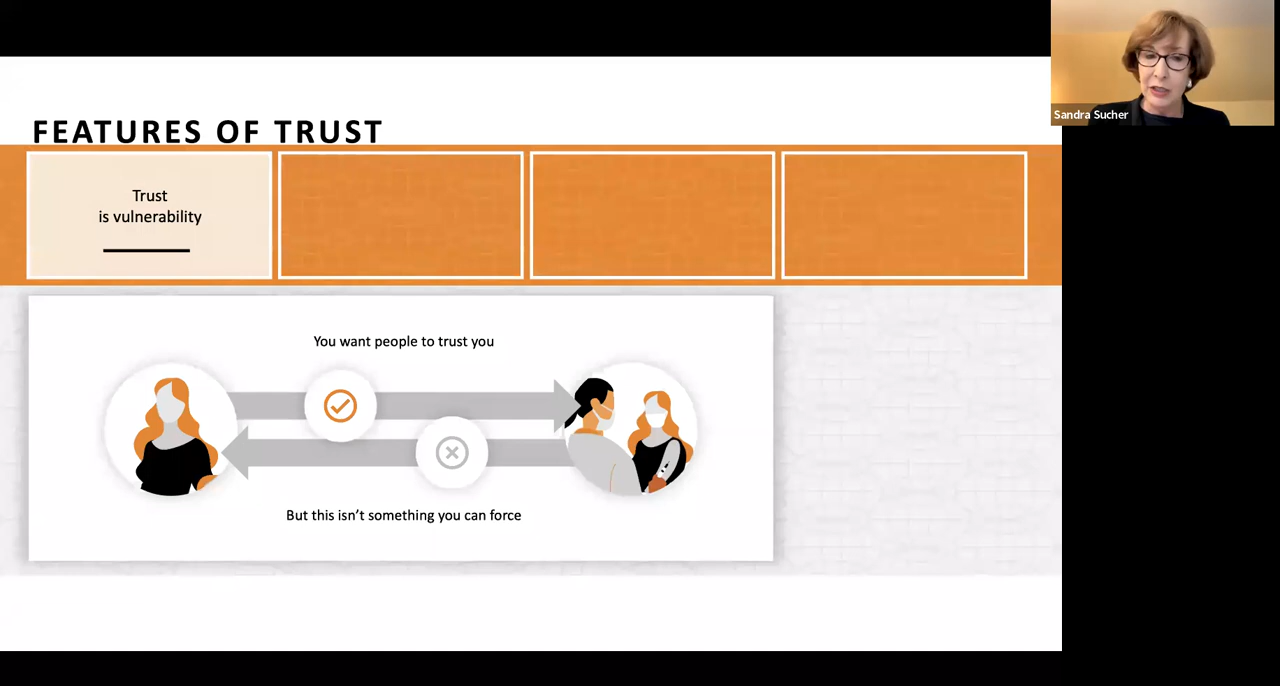 FEATURES OF TRUST
Sandra Sucher
Trust
is vulnerability
You want people to trust you
But this isn’t something you can force